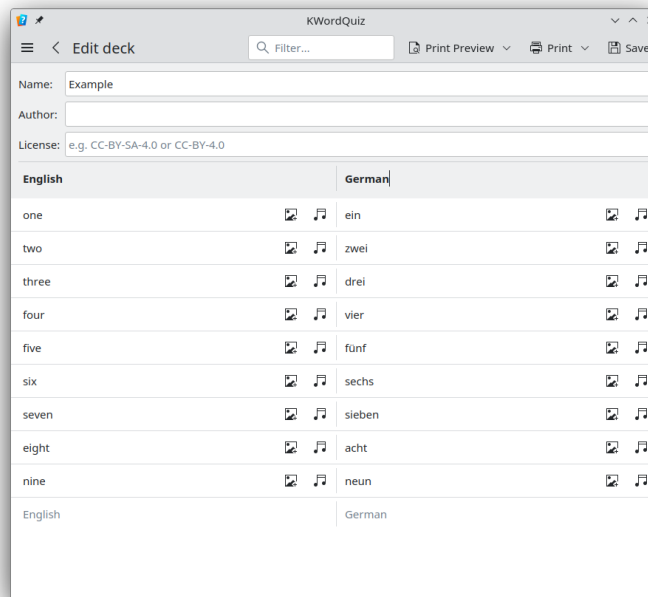 KWordQuiz
Edit deck Filter... Print Preview Print Save
Name: Example
Author:
License: e.g. CC-BY-SA-4.0 or CC-BY-4.0
English German
one ein
two zwei
three drei
four vier
five fünf
six sechs
seven sieben
eight acht
nine neun
English German